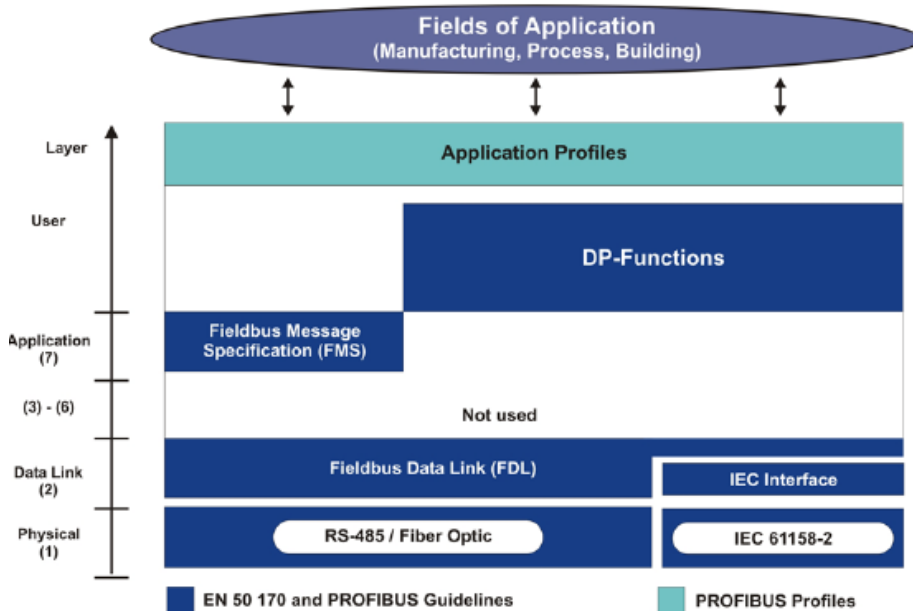 Fields of Application
(Manufacturing, Process, Building)
Layer
Application Profiles
User
DP-Functions
Application
(7)
Fieldbus Message
Specification (FMS)
(3) - (6)
Not used
Data Link
(2)
Fieldbus Data Link (FDL)
IEC Interface
Physical
(1)
RS-485 / Fiber Optic
IEC 61158-2
EN 50 170 and PROFIBUS Guidelines
PROFIBUS Profiles